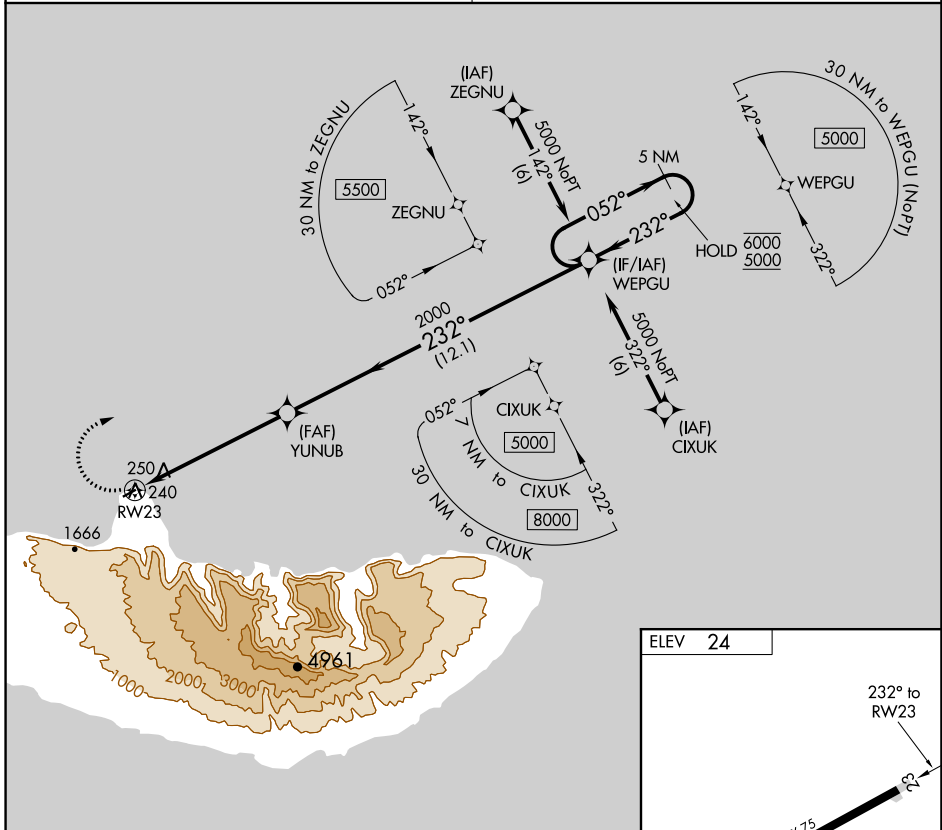 30 NM to ZEGNU
142°
5500
ZEGNU
052°
(IAF)
ZEGNU
5000 NoPT
142°
(6)
5 NM
052°
232°
HOLD
6000
5000
(IF/IAF)
WEPGU
30 NM to WEPGU (NoPT)
142°
5000
WEPGU
322°
2000
232°
(12.1)
5000 NoPT
322°
(6)
(IAF)
CIXUK
(FAF)
YUNUB
052°
CIXUK
5000
7 NM to CIXUK
8000
30 NM to CIXUK
322°
250
240
RW23
1666
4961
1000
2000
3000
ELEV 24
232° to
RW23
23